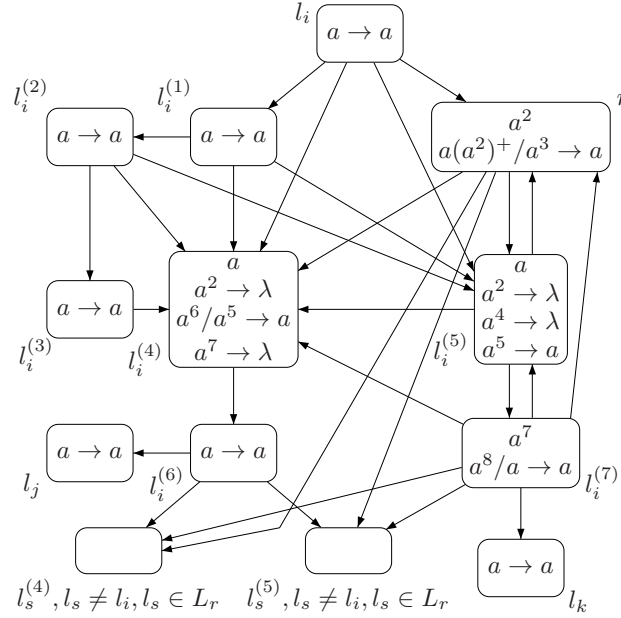 l_i
a → a
r
l_i^{(2)}
l_i^{(1)}
a → a
a → a
a^2
a(a^2)^+/a^3 → a
a
a^2 → λ
a^6/a^5 → a
a^7 → λ
a
a^2 → λ
a^4 → λ
a^5 → a
a → a
l_i^{(3)}
l_i^{(4)}
l_i^{(5)}
a → a
a → a
a^7
a^8/a → a
l_j
l_i^{(6)}
l_i^{(7)}
a → a
l_s^{(4)}, l_s ≠ l_i, l_s ∈ L_r
l_s^{(5)}, l_s ≠ l_i, l_s ∈ L_r
l_k